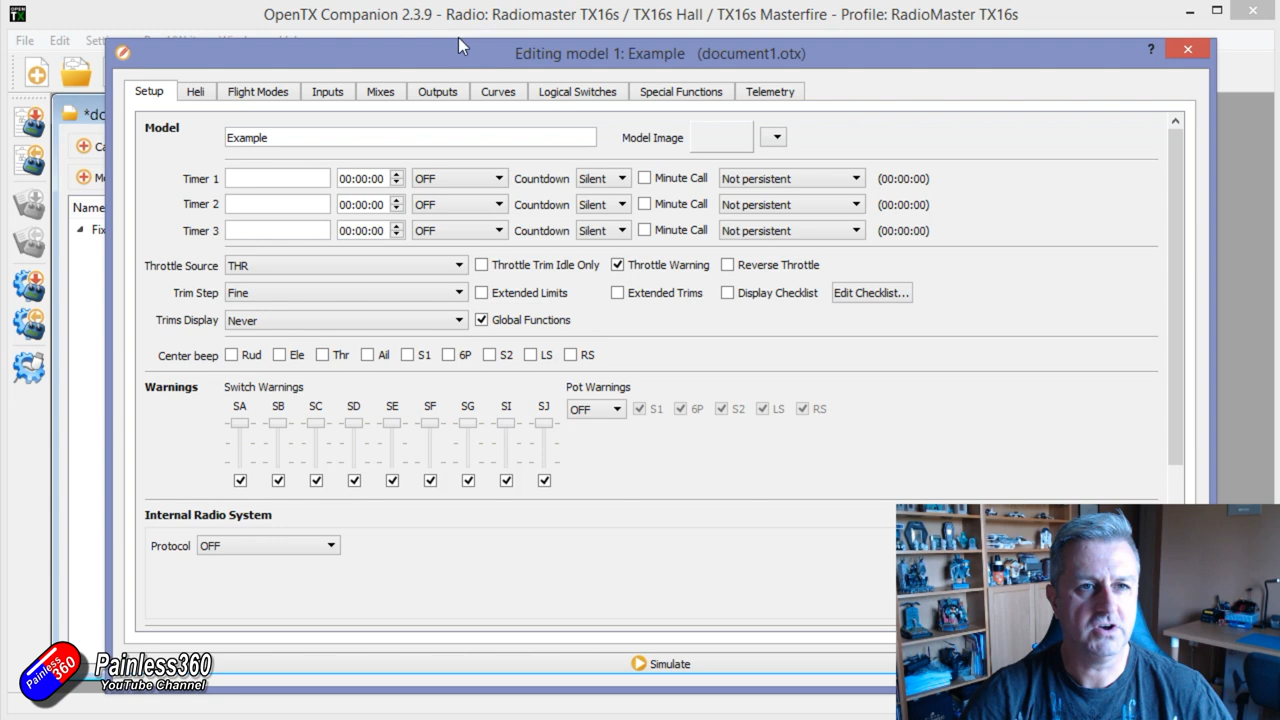 OPEN
TX
OpenTX Companion 2.3.9 - Radio: Radiomaster TX16s / TX16s Hall / TX16s Masterfire - Profile: RadioMaster TX16s
File Edit
Editing model 1: Example (document1.otx)
?
Setup Heli Flight Modes Inputs Mixes Outputs Curves Logical Switches Special Functions Telemetry
Model
Example
Model Image
Timer 1 00:00:00 OFF Countdown Silent Minute Call Not persistent (00:00:00)
Timer 2 00:00:00 OFF Countdown Silent Minute Call Not persistent (00:00:00)
Timer 3 00:00:00 OFF Countdown Silent Minute Call Not persistent (00:00:00)
Name
Throttle Source THR Throttle Trim Idle Only Throttle Warning Reverse Throttle
Trim Step Fine Extended Limits Extended Trims Display Checklist Edit Checklist...
Trims Display Never Global Functions
Center beep Rud Ele Thr Ail S1 6P S2 LS RS
Warnings Switch Warnings Pot Warnings
SA SB SC SD SE SF SG SI SJ
OFF S1 6P S2 LS RS
Internal Radio System
Protocol OFF
Simulate
Painless
360
Painless360
YouTube Channel